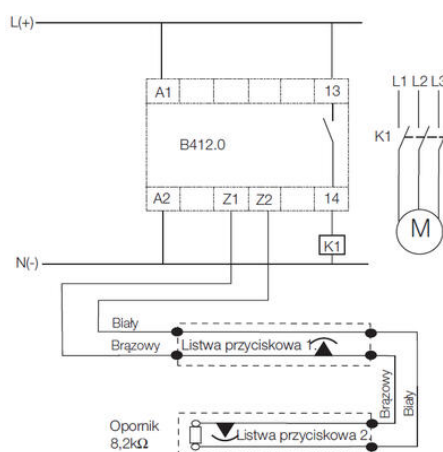 L(+)
A1
13
L1 L2 L3
K1
B412.0
A2
Z1
Z2
14
M
K1
N(-)
Biały
Brązowy
Listwa przyciskowa 1.
Brązowy
Biały
Opornik
8,2kΩ
Listwa przyciskowa 2.